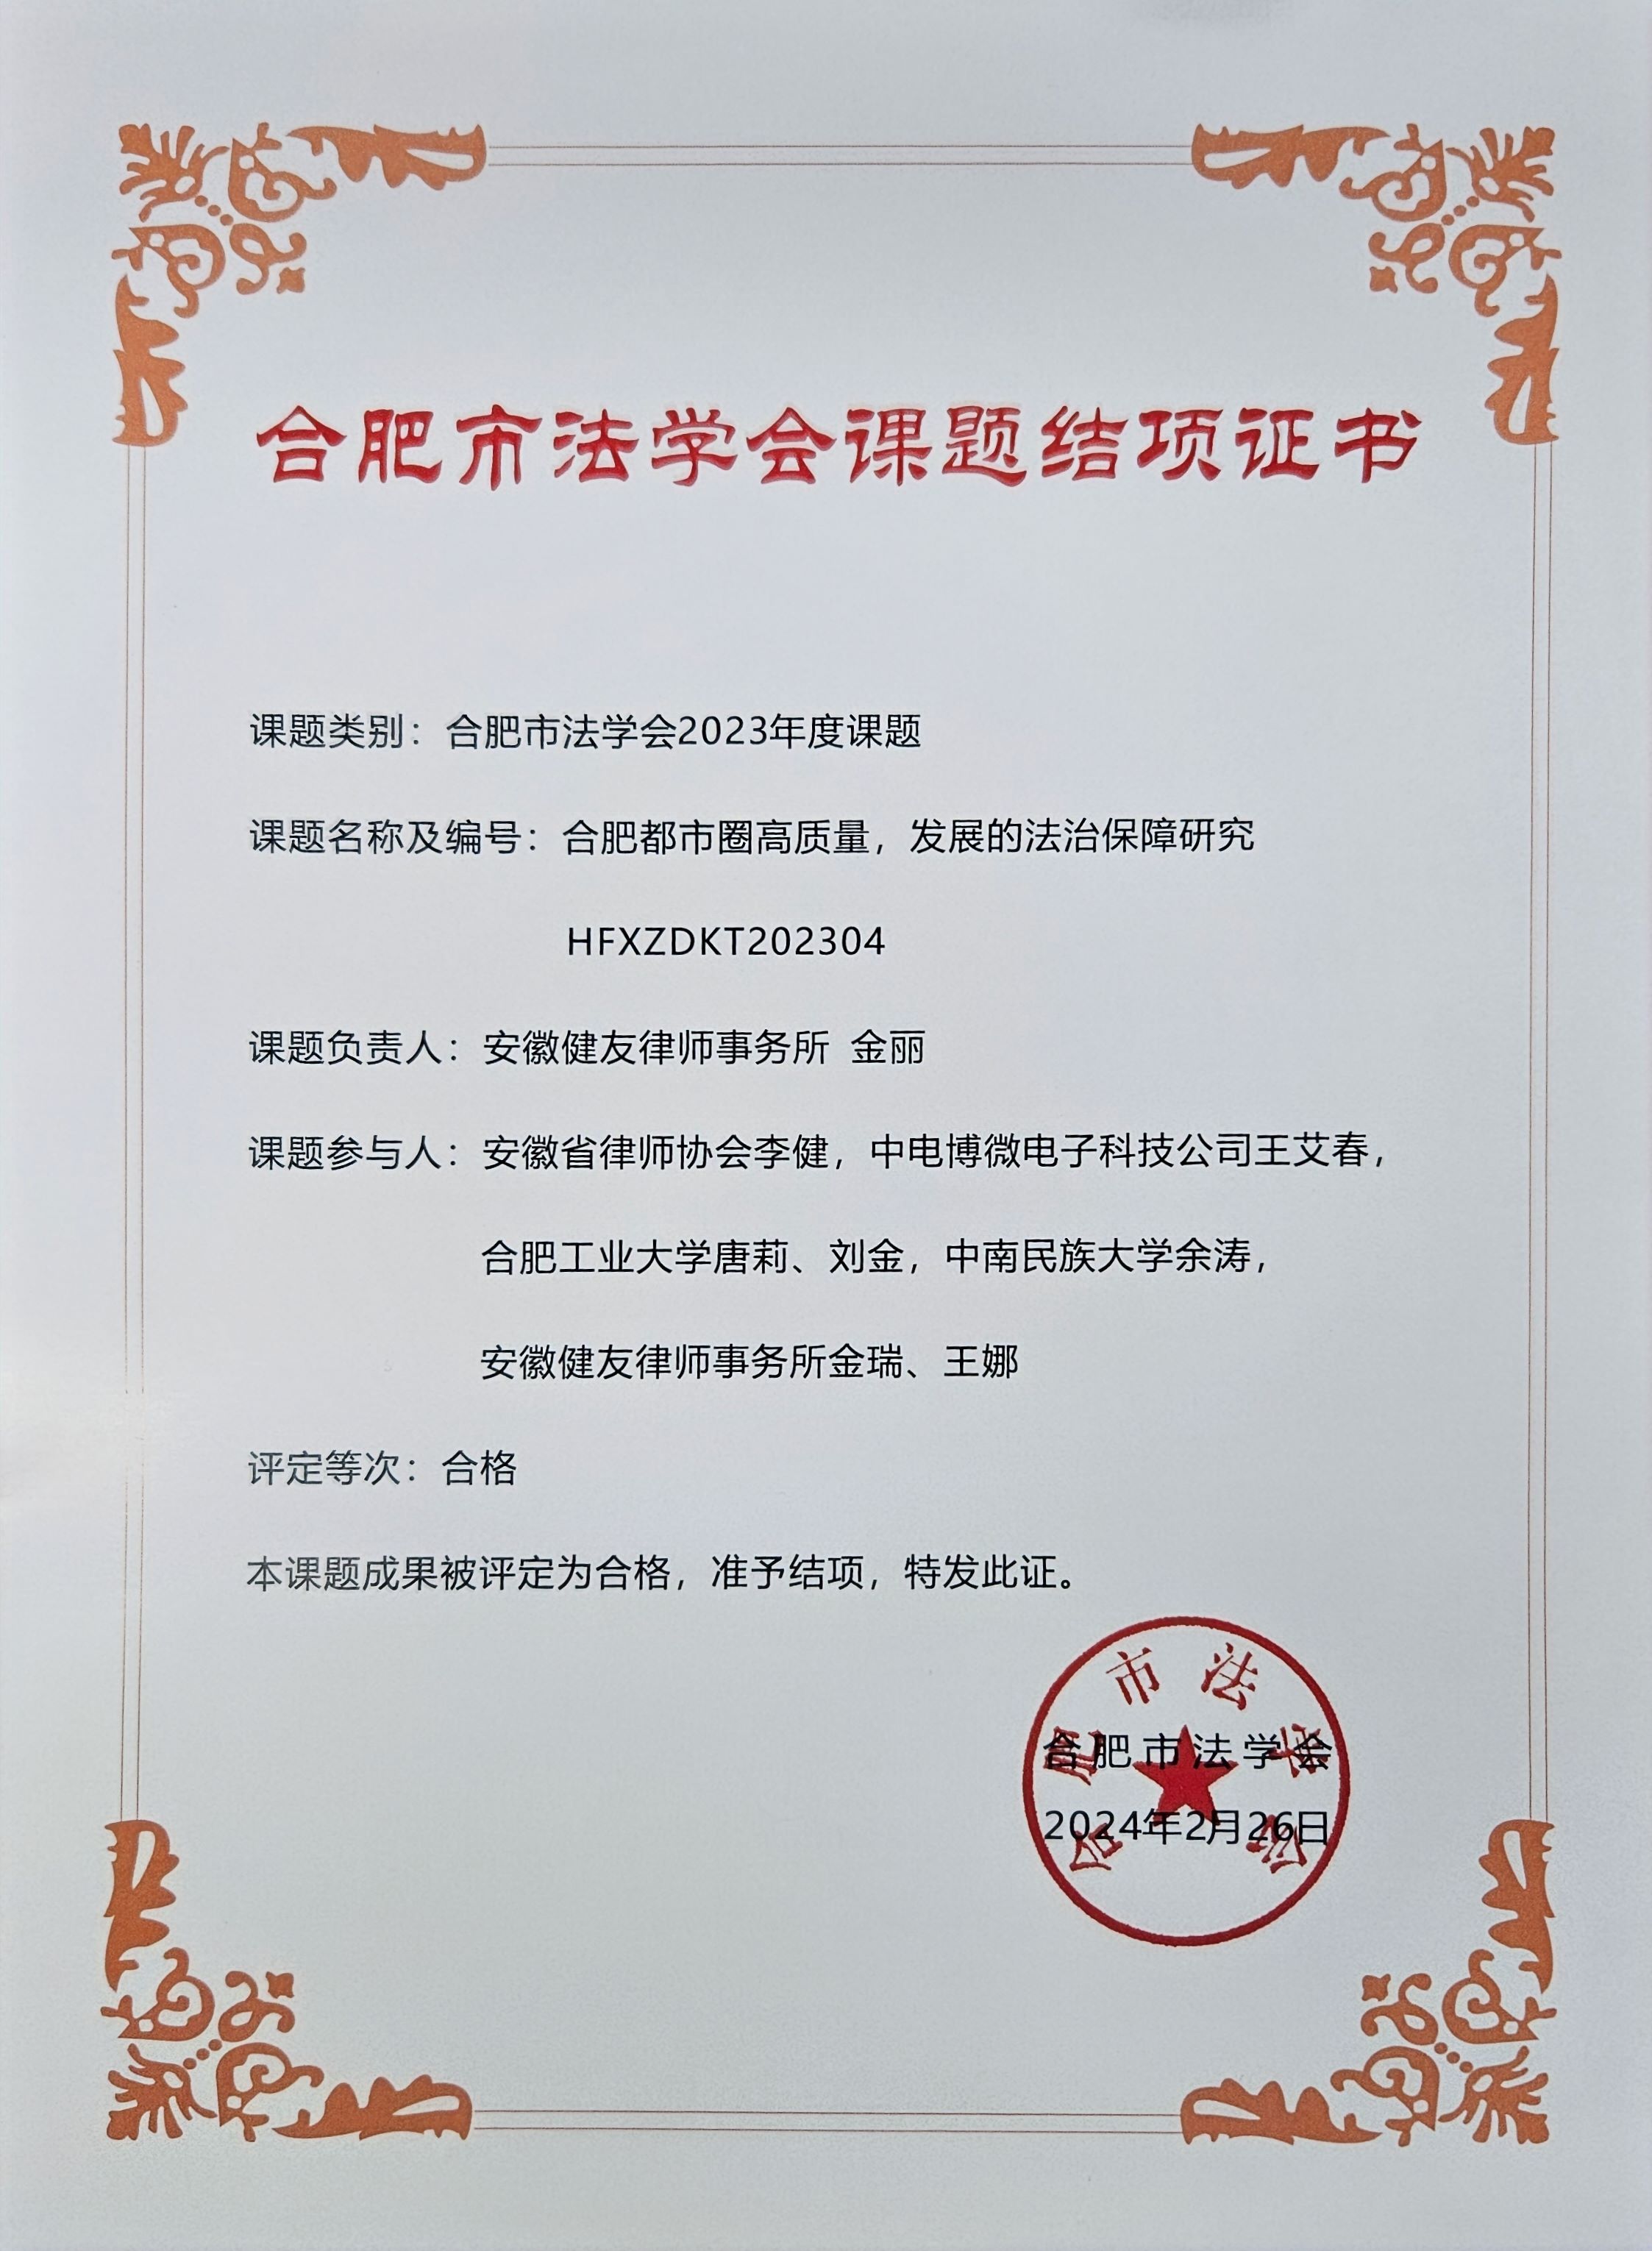 合肥市法学会课题结项证书
课题类别：合肥市法学会2023年度课题
课题名称及编号：合肥都市圈高质量，发展的法治保障研究
HFXZDKT202304
课题负责人：安徽健友律师事务所 金丽
课题参与人：安徽省律师协会李健，中电博微电子科技公司王艾春，
合肥工业大学唐莉、刘金，中南民族大学余涛，
安徽健友律师事务所金瑞、王娜
评定等次：合格
本课题成果被评定为合格，准予结项，特发此证。
合肥市法学会
合肥市法学会
2024年2月26日